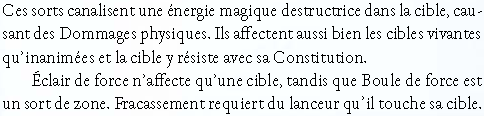 Ces sorts canalisent une énergie magique destructrice dans la cible, cau-
sant des Dommages physiques. Ils affectent aussi bien les cibles vivantes
qu'inanimées et la cible y résiste avec sa Constitution.
Éclair de force n'affecte qu'une cible, tandis que Boule de force est
un sort de zone. Fracassement requiert du lanceur qu'il touche sa cible.